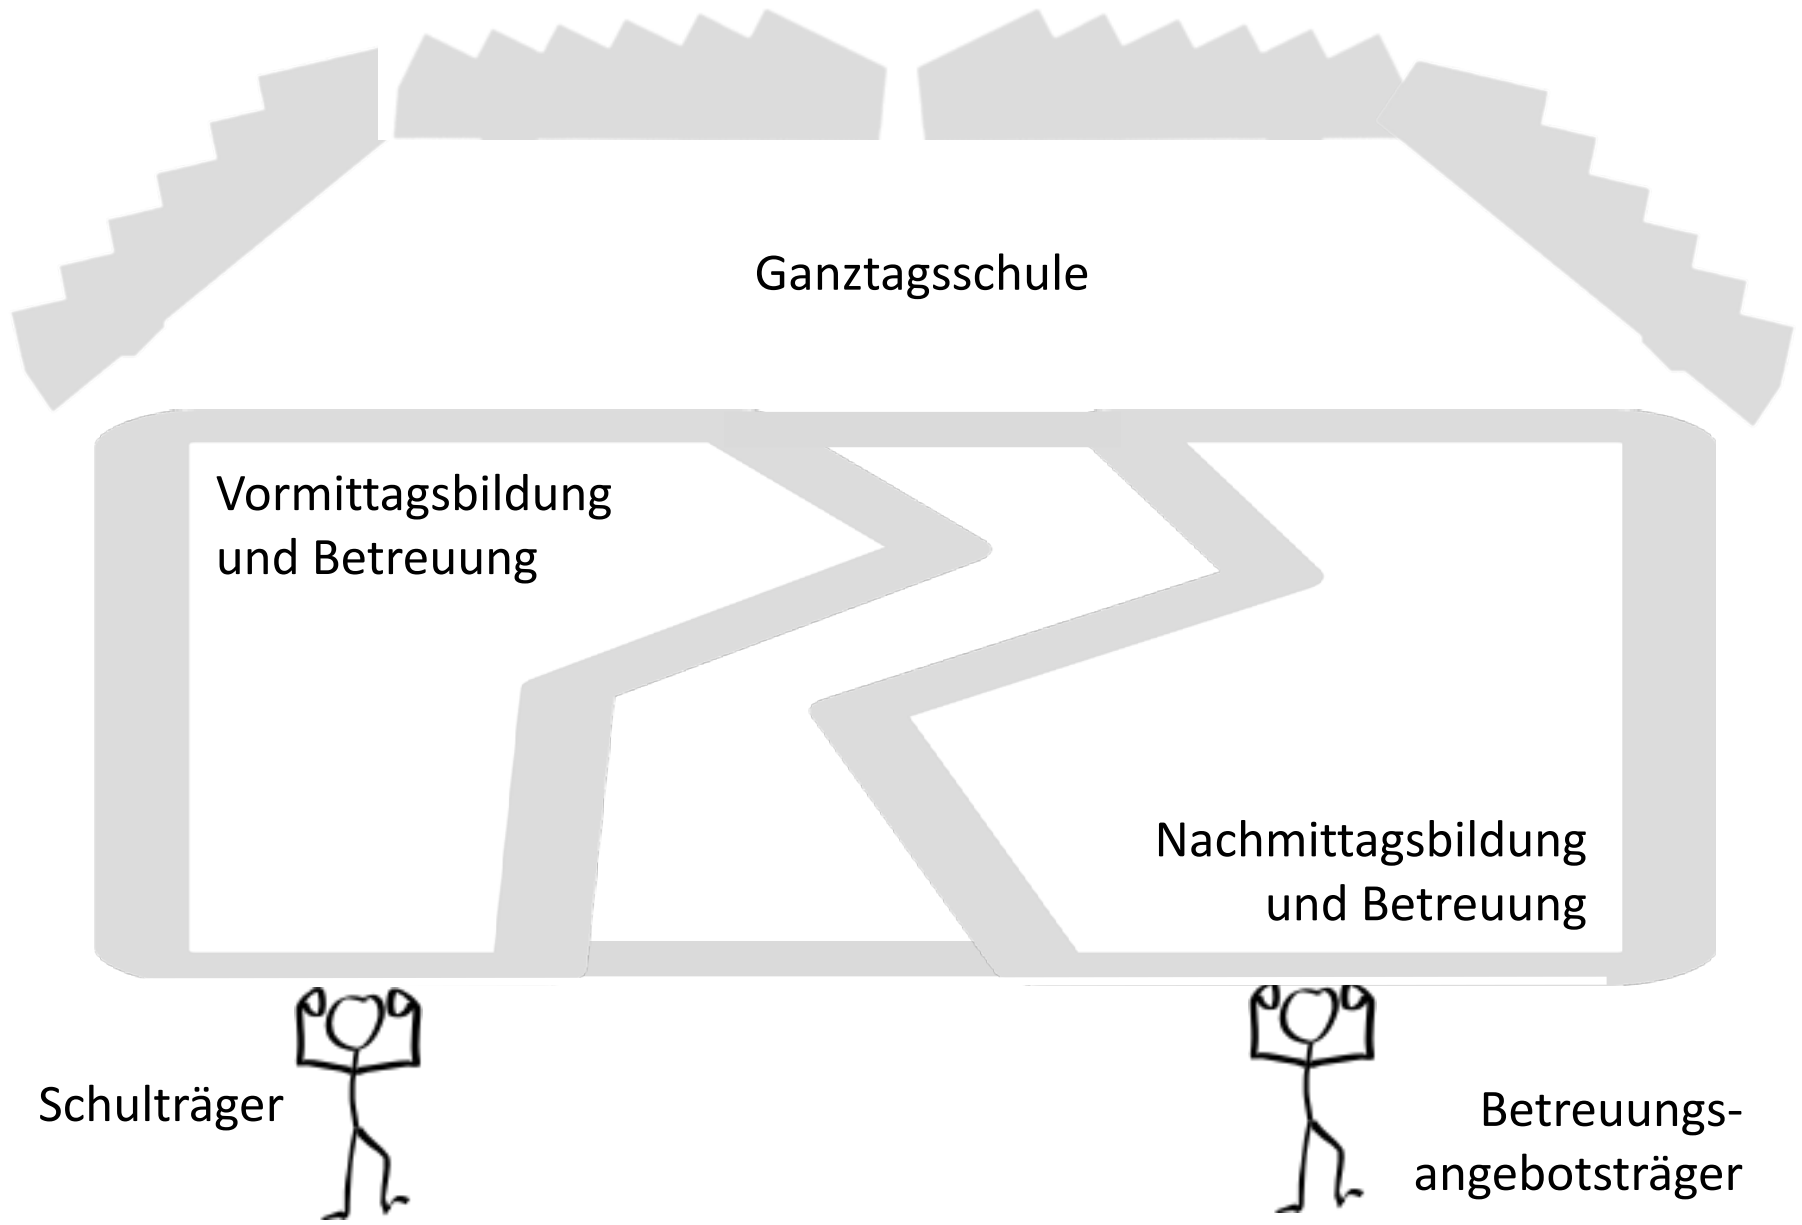 Ganztagsschule
Vormittagsbildung
und Betreuung
Nachmittagsbildung
und Betreuung
Schulträger
Betreuungs-
angebotsträger